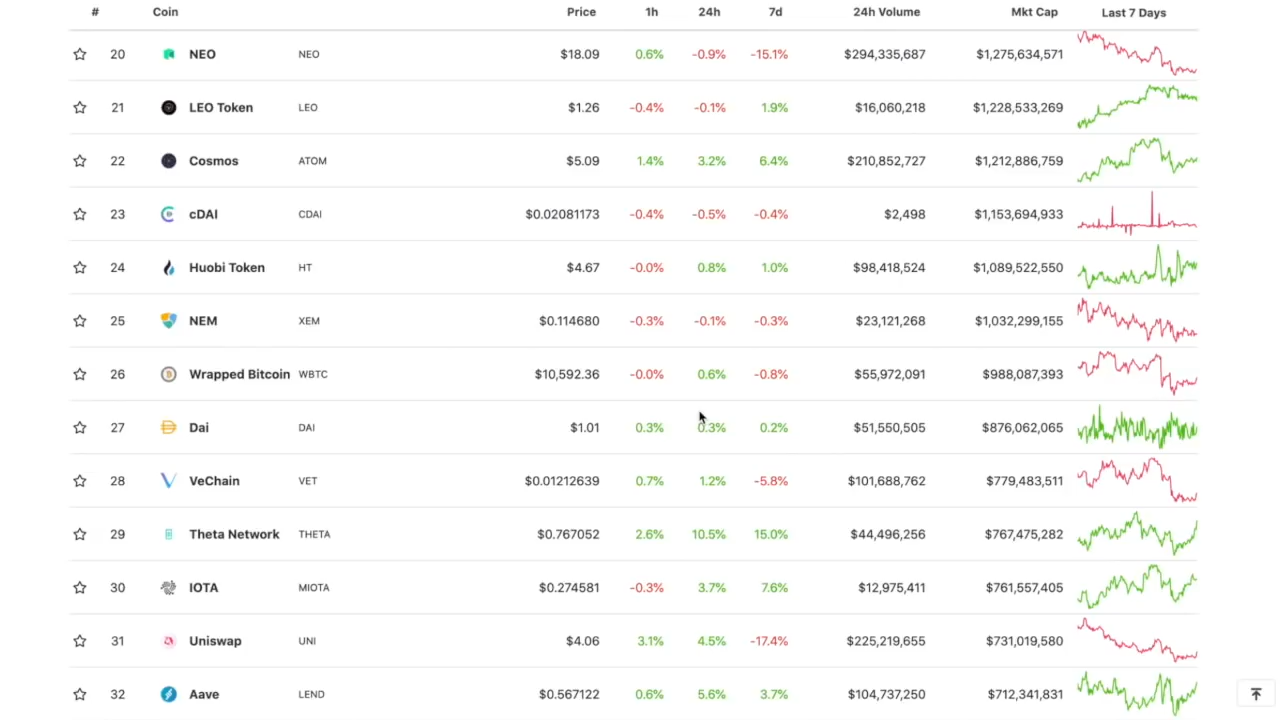 # Coin Price 1h 24h 7d 24h Volume Mkt Cap Last 7 Days
20 NEO NEO $18.09 0.6% -0.9% -15.1% $294,335,687 $1,275,634,571
21 LEO Token LEO $1.26 -0.4% -0.1% 1.9% $16,060,218 $1,228,533,269
22 Cosmos ATOM $5.09 1.4% 3.2% 6.4% $210,852,727 $1,212,886,759
23 cDAI CDAI $0.02081173 -0.4% -0.5% -0.4% $2,498 $1,153,694,933
24 Huobi Token HT $4.67 -0.0% 0.8% 1.0% $98,418,524 $1,089,522,550
25 NEM XEM $0.114680 -0.3% -0.1% -0.3% $23,121,268 $1,032,299,155
26 Wrapped Bitcoin WBTC $10,592.36 -0.0% 0.6% -0.8% $55,972,091 $988,087,393
27 Dai DAI $1.01 0.3% 0.3% 0.2% $51,550,505 $876,062,065
28 VeChain VET $0.01212639 0.7% 1.2% -5.8% $101,688,762 $779,483,511
29 Theta Network THETA $0.767052 2.6% 10.5% 15.0% $44,496,256 $767,475,282
30 IOTA MIOTA $0.274581 -0.3% 3.7% 7.6% $12,975,411 $761,557,405
31 Uniswap UNI $4.06 3.1% 4.5% -17.4% $225,219,655 $731,019,580
32 Aave LEND $0.567122 0.6% 5.6% 3.7% $104,737,250 $712,341,831